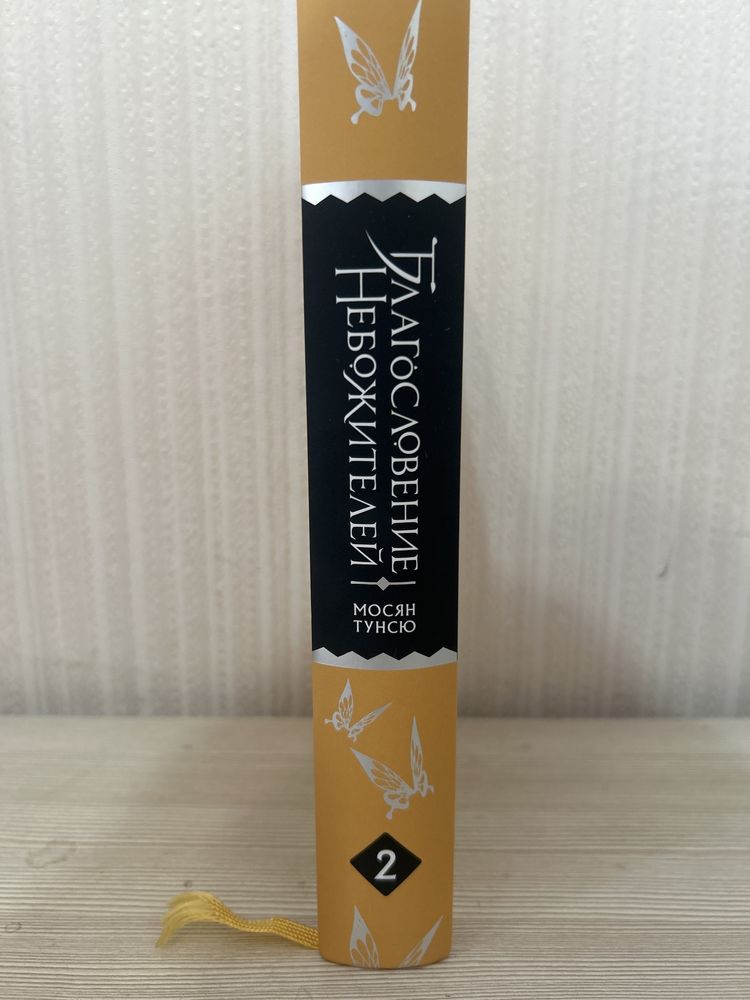 Благословение
Небожителей
МОСЯН
ТУНСЮ
2